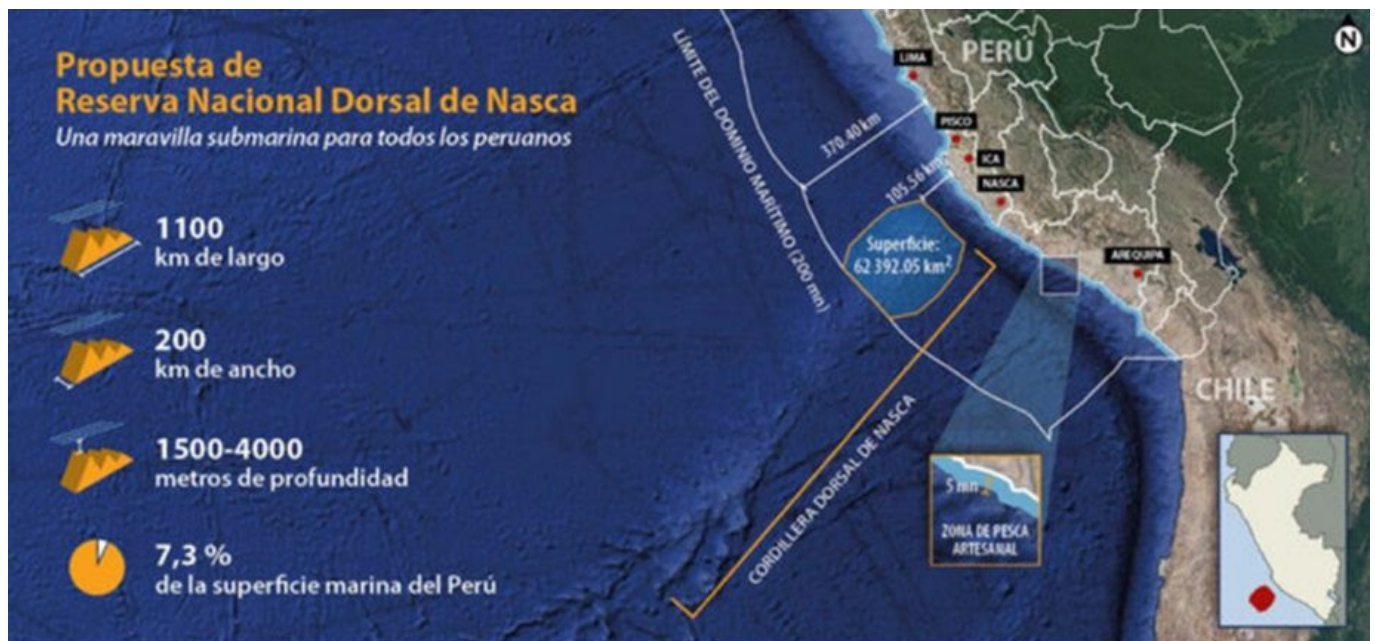 Propuesta de
Reserva Nacional Dorsal de Nasca
Una maravilla submarina para todos los peruanos
1100
km de largo
200
km de ancho
1500-4000
metros de profundidad
7,3 %
de la superficie marina del Perú
LÍMITE DEL DOMINIO MARÍTIMO (200 mn)
370.40 km
105.56 km
Superficie:
62 392.05 km²
CORDILLERA DORSAL DE NASCA
PERÚ
LIMA
PISCO
ICA
NASCA
AREQUIPA
CHILE
5 mn
ZONA DE PESCA
ARTESANAL
N